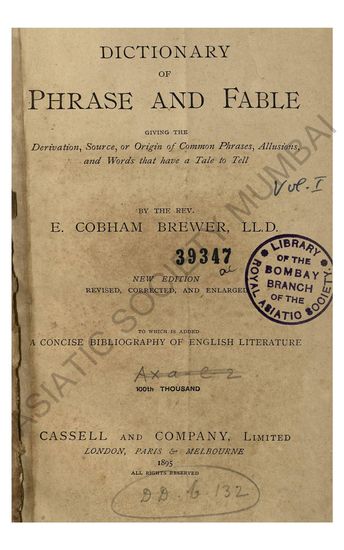 DICTIONARY
OF
PHRASE AND FABLE
GIVING THE
Derivation, Source, or Origin of Common Phrases, Allusions,
and Words that have a Tale to Tell
Vol. I
BY THE REV.
E. COBHAM BREWER, LL.D.
39347
NEW EDITION
REVISED, CORRECTED, AND ENLARGED
LIBRARY
OF THE
BOMBAY
BRANCH
OF THE
ROYAL ASIATIC SOCIETY
TO WHICH IS ADDED
A CONCISE BIBLIOGRAPHY OF ENGLISH LITERATURE
100th THOUSAND
CASSELL AND COMPANY, LIMITED
LONDON, PARIS & MELBOURNE
1895
ALL RIGHTS RESERVED
DD. 6. 132
ASIATIC SOCIETY MUMBAI